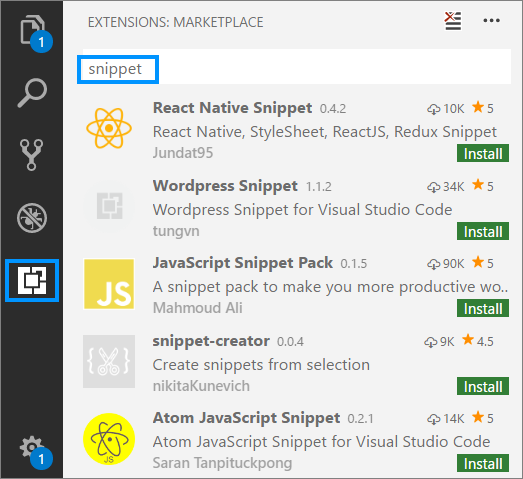 EXTENSIONS: MARKETPLACE
1
snippet
React Native Snippet 0.4.2 10K 5
React Native, StyleSheet, ReactJS, Redux Snippet
Jundat95 Install
Wordpress Snippet 1.1.2 34K 5
Wordpress Snippet for Visual Studio Code
tungvn Install
JavaScript Snippet Pack 0.1.5 90K 5
JS
A snippet pack to make you more productive wo..
Mahmoud Ali Install
snippet-creator 0.0.4 9K 4.5
Create snippets from selection
nikitaKunevich Install
Atom JavaScript Snippet 0.2.1 14K 5
Atom JavaScript Snippet for Visual Studio Code
JS
Saran Tanpituckpong Install
1